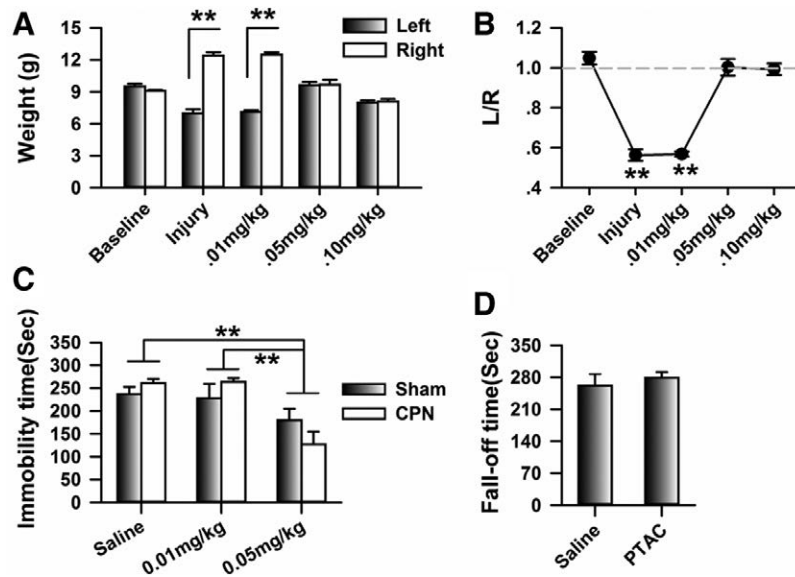 A
**
**
Left
Right
Weight (g)
15
12
9
6
3
0
Baseline
Injury
.01mg/kg
.05mg/kg
.10mg/kg
B
L/R
1.2
1.0
.8
.6
.4
**
**
Baseline
Injury
.01mg/kg
.05mg/kg
.10mg/kg
C
Immobility time(Sec)
350
300
250
200
150
100
50
0
**
**
Sham
CPN
Saline
0.01mg/kg
0.05mg/kg
D
Fall-off time(Sec)
350
280
210
140
70
0
Saline
PTAC